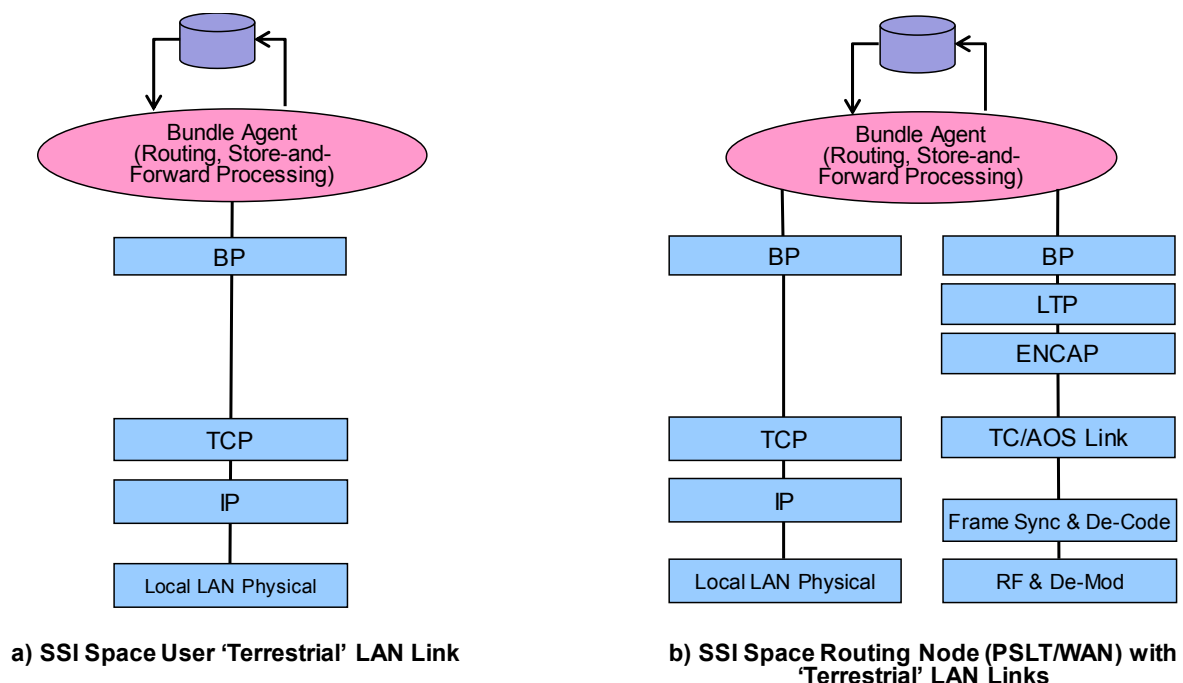 Bundle Agent
(Routing, Store-and-
Forward Processing)
BP
TCP
IP
Local LAN Physical
a) SSI Space User ‘Terrestrial’ LAN Link
Bundle Agent
(Routing, Store-and-
Forward Processing)
BP
TCP
IP
Local LAN Physical
BP
LTP
ENCAP
TC/AOS Link
Frame Sync & De-Code
RF & De-Mod
b) SSI Space Routing Node (PSLT/WAN) with
‘Terrestrial’ LAN Links